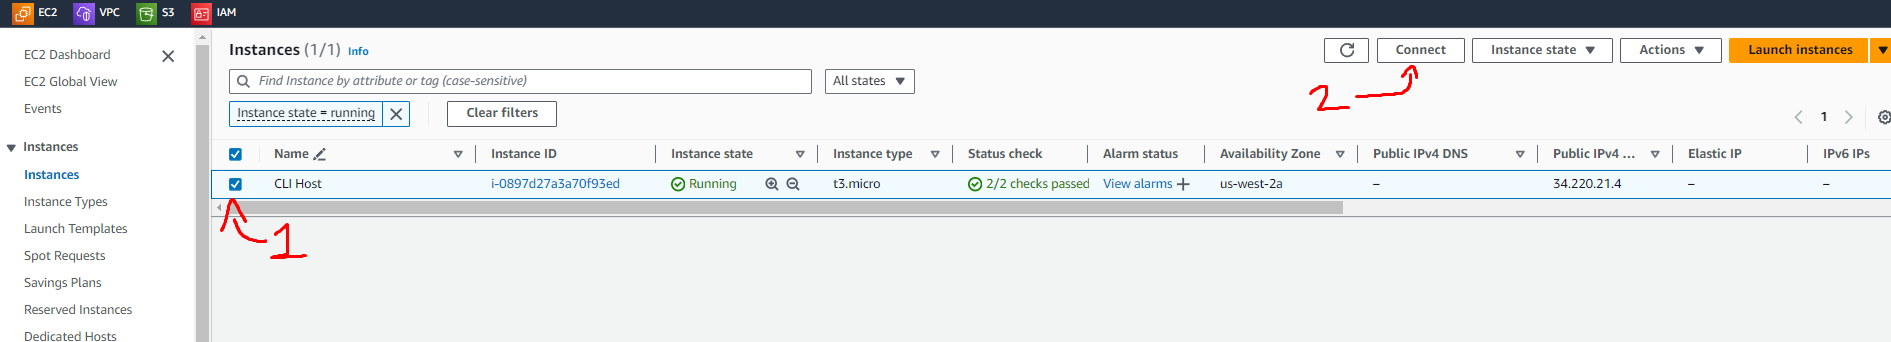 EC2 VPC S3 IAM
EC2 Dashboard
EC2 Global View
Events
Instances
Instances
Instance Types
Launch Templates
Spot Requests
Savings Plans
Reserved Instances
Dedicated Hosts
Instances (1/1) Info
Connect Instance state Actions Launch instances
Find Instance by attribute or tag (case-sensitive) All states
2
Instance state = running Clear filters
1
Name Instance ID Instance state Instance type Status check Alarm status Availability Zone Public IPv4 DNS Public IPv4 ... Elastic IP IPv6 IPs
CLI Host i-0897d27a3a70f93ed Running t3.micro 2/2 checks passed View alarms + us-west-2a – 34.220.21.4 – –
1